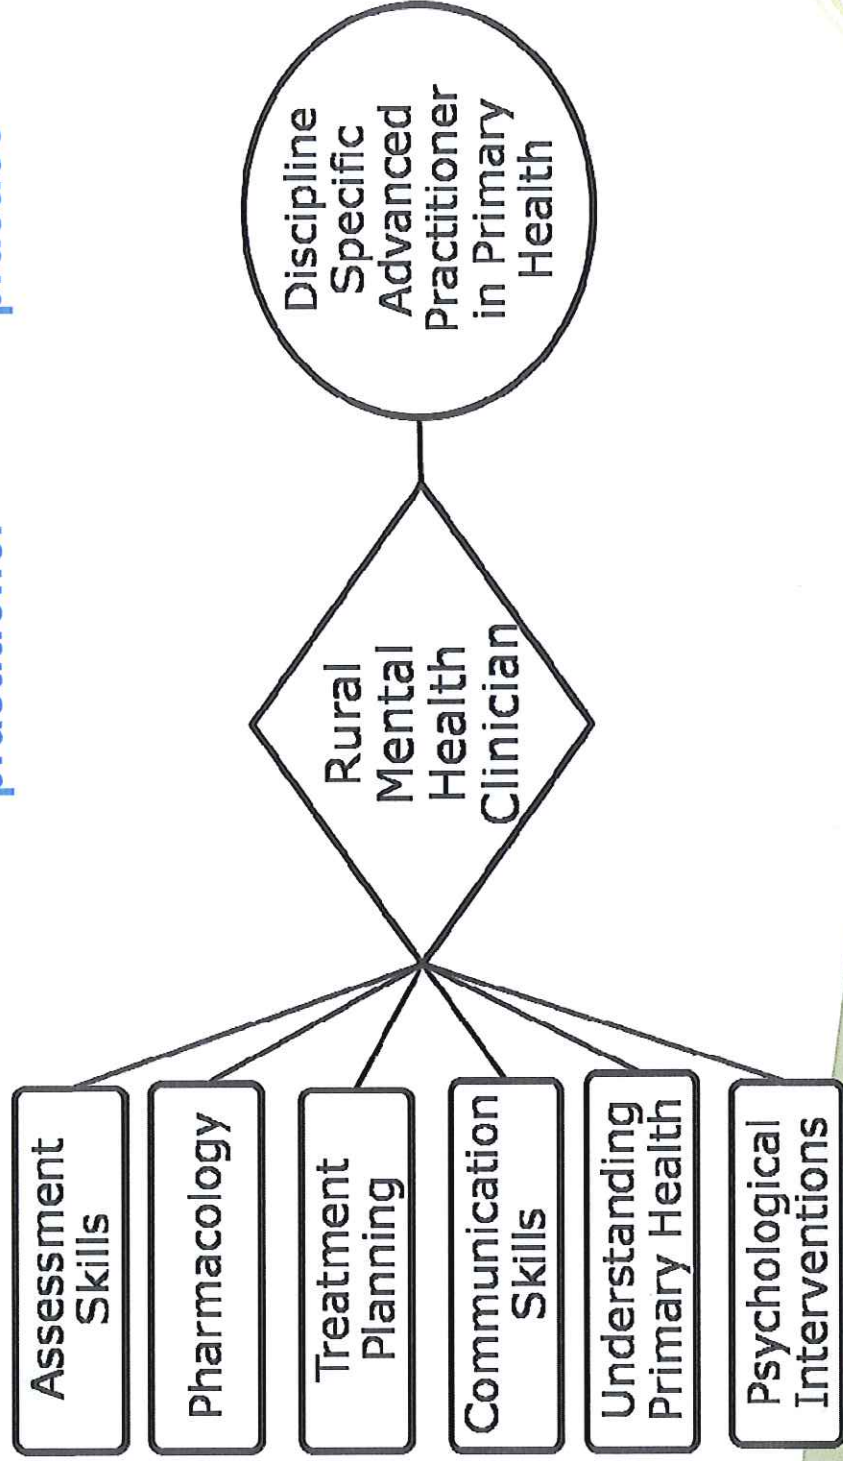 Assessment
Skills
Pharmacology
Treatment
Planning
Communication
Skills
Understanding
Primary Health
Psychological
Interventions
Rural
Mental
Health
Clinician
Discipline
Specific
Advanced
Practitioner
in Primary
Health